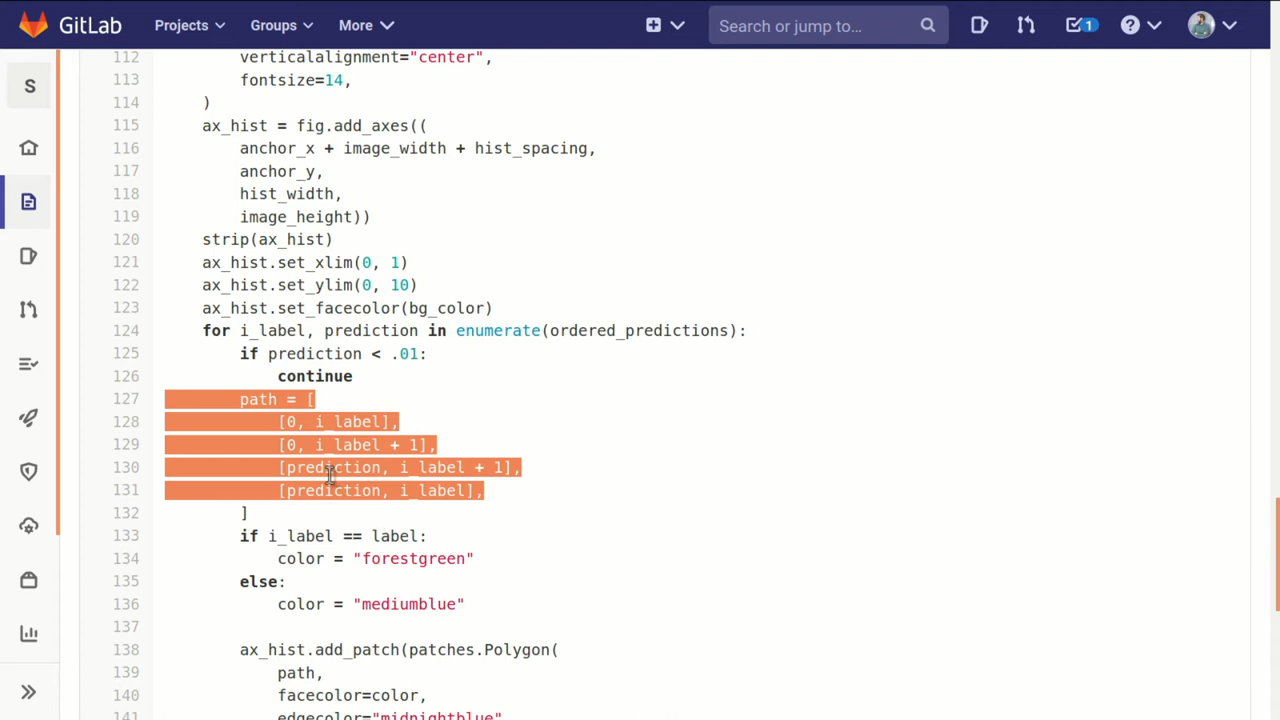 GitLab Projects Groups More Search or jump to... 1
S
112 verticalalignment="center",
113 fontsize=14,
114 )
115 ax_hist = fig.add_axes((
116 anchor_x + image_width + hist_spacing,
117 anchor_y,
118 hist_width,
119 image_height))
120 strip(ax_hist)
121 ax_hist.set_xlim(0, 1)
122 ax_hist.set_ylim(0, 10)
123 ax_hist.set_facecolor(bg_color)
124 for i_label, prediction in enumerate(ordered_predictions):
125 if prediction < .01:
126 continue
127 path = [
128 [0, i_label],
129 [0, i_label + 1],
130 [prediction, i_label + 1],
131 [prediction, i_label],
132 ]
133 if i_label == label:
134 color = "forestgreen"
135 else:
136 color = "mediumblue"
137
138 ax_hist.add_patch(patches.Polygon(
139 path,
140 facecolor=color,
141 edgecolor="midnightblue"